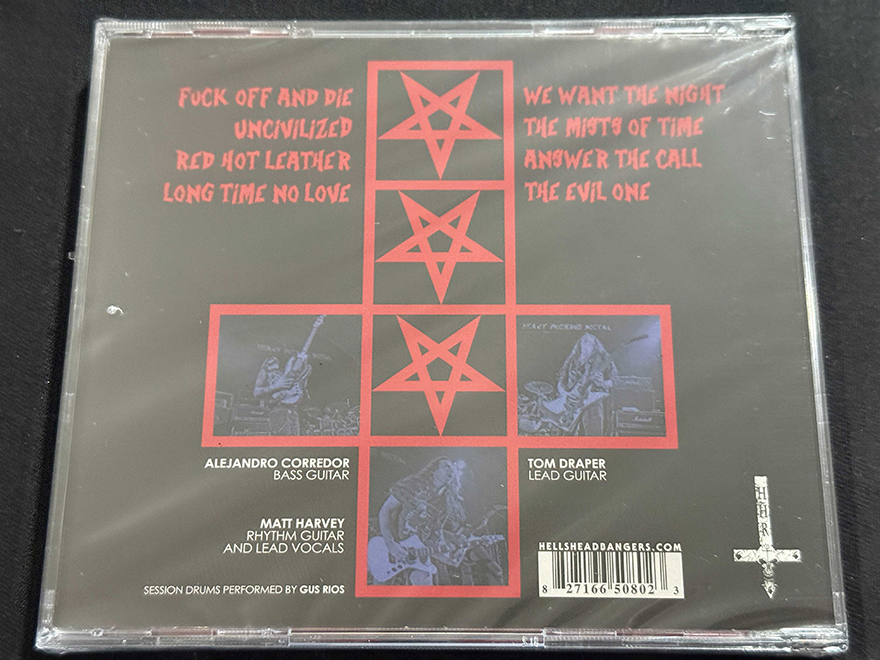 FUCK OFF AND DIE
UNCIVILIZED
RED HOT LEATHER
LONG TIME NO LOVE
WE WANT THE NIGHT
THE MISTS OF TIME
ANSWER THE CALL
THE EVIL ONE
HEAVY FUCKING METAL
ALEJANDRO CORREDOR
BASS GUITAR
TOM DRAPER
LEAD GUITAR
MATT HARVEY
RHYTHM GUITAR
AND LEAD VOCALS
SESSION DRUMS PERFORMED BY GUS RIOS
HELLSHEADBANGERS.COM
8 27166 50802 3
HHR